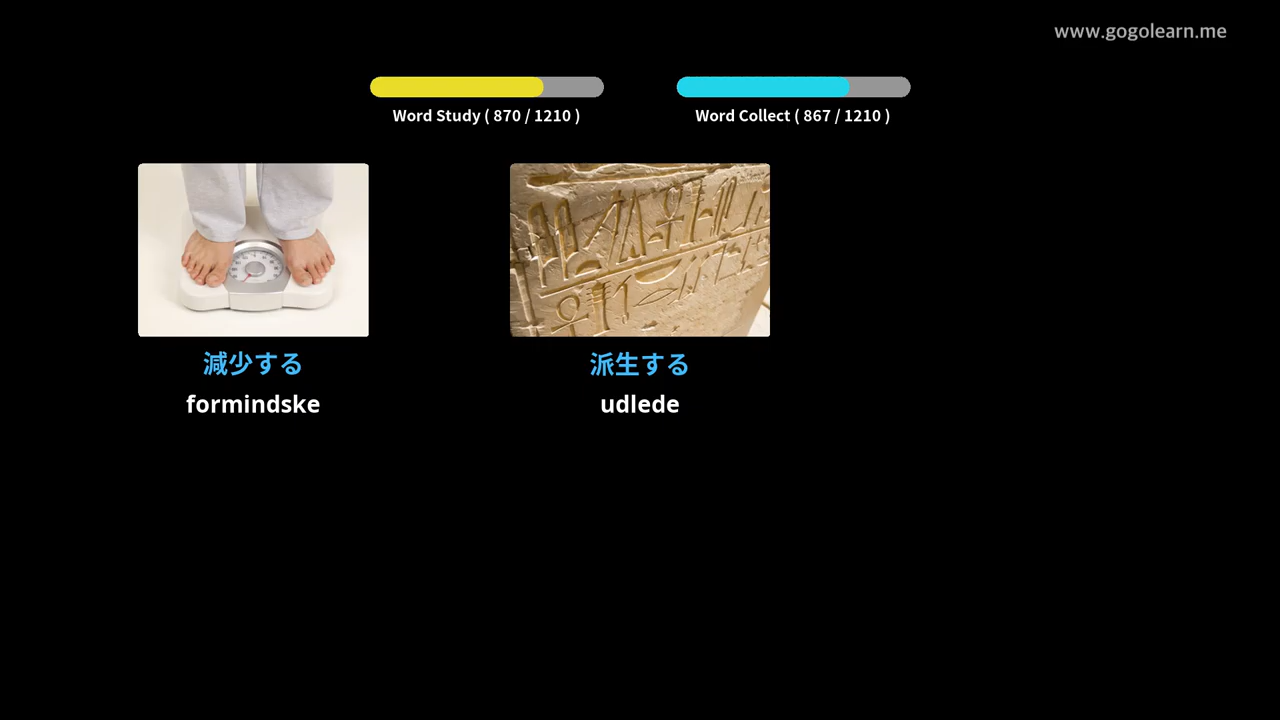 www.gogolearn.me
Word Study ( 870 / 1210 )
Word Collect ( 867 / 1210 )
減少する
formindske
派生する
udlede